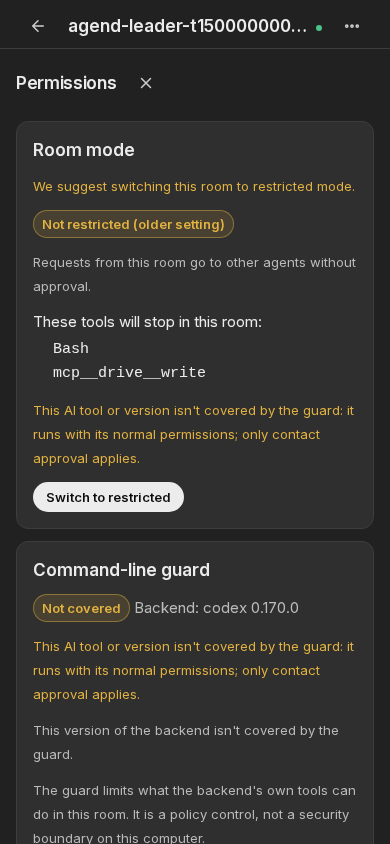 agend-leader-t150000000…
Permissions
Room mode
We suggest switching this room to restricted mode.
Not restricted (older setting)
Requests from this room go to other agents without
approval.
These tools will stop in this room:
Bash
mcp__drive__write
This AI tool or version isn't covered by the guard: it
runs with its normal permissions; only contact
approval applies.
Switch to restricted
Command-line guard
Not covered Backend: codex 0.170.0
This AI tool or version isn't covered by the guard: it
runs with its normal permissions; only contact
approval applies.
This version of the backend isn't covered by the
guard.
The guard limits what the backend's own tools can
do in this room. It is a policy control, not a security
boundary on this computer.